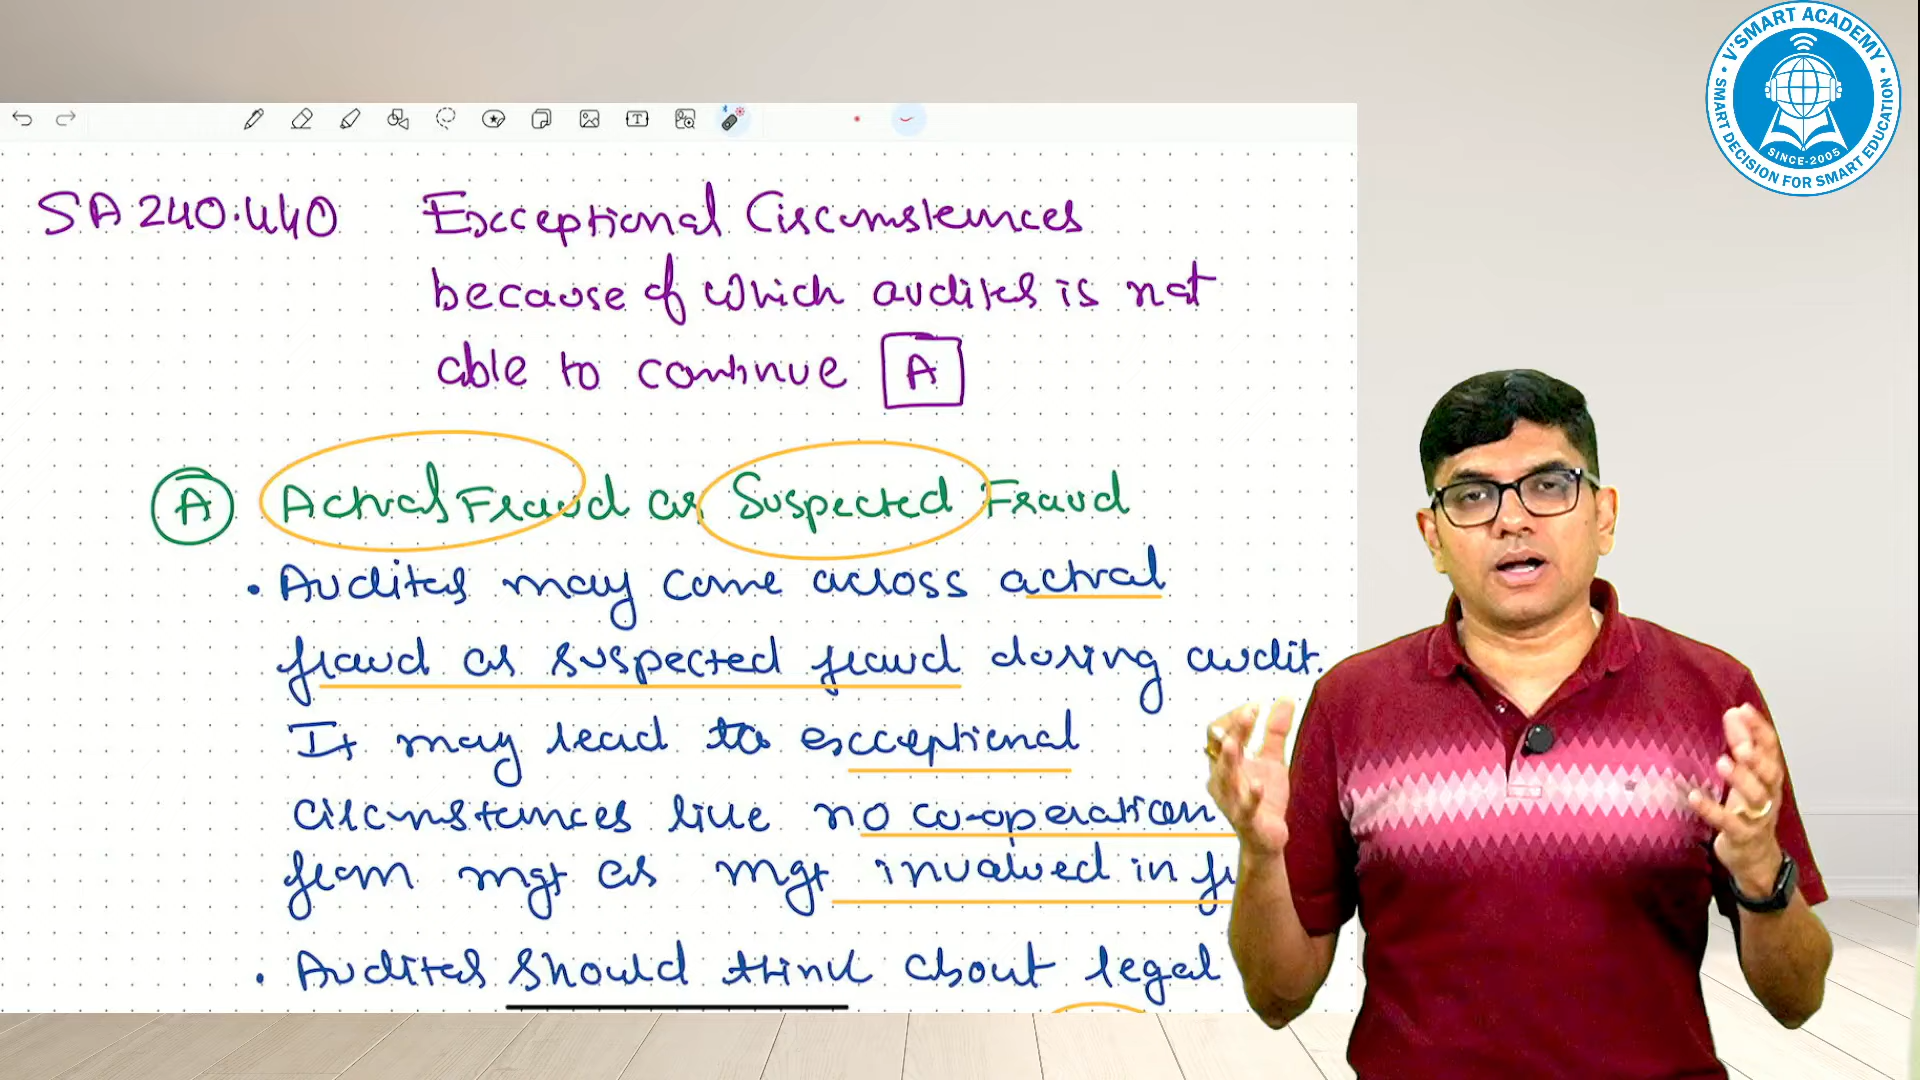 V'SMART ACADEMY
SINCE-2005
SMART DECISION FOR SMART EDUCATION
SA 240.440 Exceptional Circumstances
because of which auditor is not
able to continue A
A Actual Fraud or Suspected Fraud
• Auditor may come across actual
fraud or suspected fraud during audit.
It may lead to exceptional
circumstances like no co-operation
from mgt or mgt involved in
• Auditor should think about legal